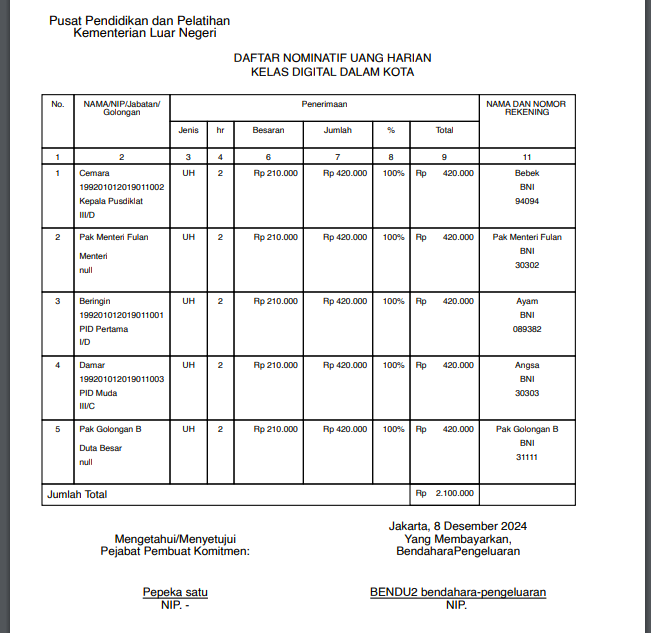 Pusat Pendidikan dan Pelatihan
Kementerian Luar Negeri
DAFTAR NOMINATIF UANG HARIAN
KELAS DIGITAL DALAM KOTA
No. NAMA/NIP/Jabatan/ Penerimaan NAMA DAN NOMOR
Golongan REKENING
Jenis hr Besaran Jumlah % Total
1 2 3 4 6 7 8 9 11
1 Cemara UH 2 Rp 210.000 Rp 420.000 100% Rp 420.000 Bebek
199201012019011002 BNI
Kepala Pusdiklat 94094
III/D
2 Pak Menteri Fulan UH 2 Rp 210.000 Rp 420.000 100% Rp 420.000 Pak Menteri Fulan
BNI
Menteri
30302
null
3 Beringin UH 2 Rp 210.000 Rp 420.000 100% Rp 420.000 Ayam
199201012019011001 BNI
PID Pertama 089382
I/D
4 Damar UH 2 Rp 210.000 Rp 420.000 100% Rp 420.000 Angsa
199201012019011003 BNI
PID Muda 30303
III/C
5 Pak Golongan B UH 2 Rp 210.000 Rp 420.000 100% Rp 420.000 Pak Golongan B
BNI
Duta Besar
31111
null
Jumlah Total Rp 2.100.000
Jakarta, 8 Desember 2024
Mengetahui/Menyetujui Yang Membayarkan,
Pejabat Pembuat Komitmen: BendaharaPengeluaran
Pepeka satu BENDU2 bendahara-pengeluaran
NIP. - NIP.